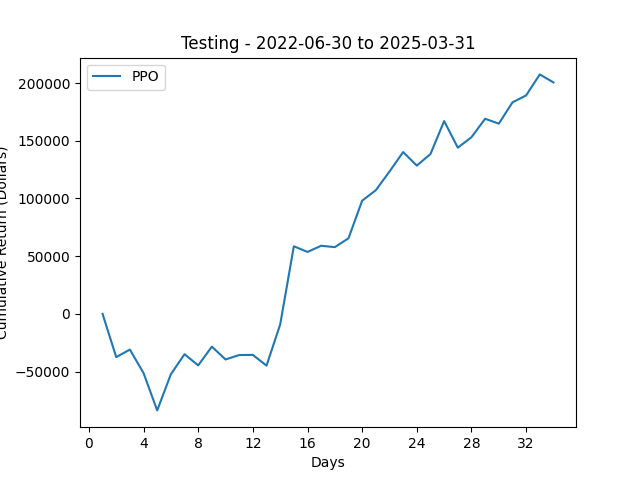 Testing - 2022-06-30 to 2025-03-31
PPO
Cumulative Return (Dollars)
200000
150000
100000
50000
0
−50000
0 4 8 12 16 20 24 28 32
Days